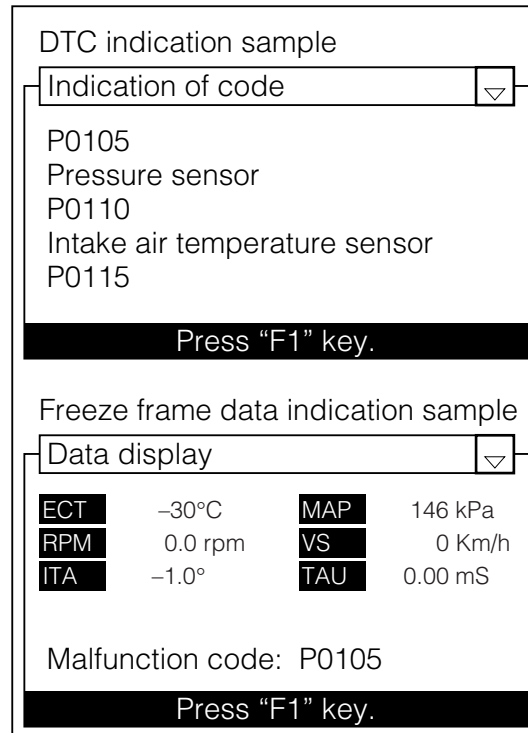 DTC indication sample
Indication of code
P0105
Pressure sensor
P0110
Intake air temperature sensor
P0115
Press “F1” key.
Freeze frame data indication sample
Data display
ECT –30°C MAP 146 kPa
RPM 0.0 rpm VS 0 Km/h
ITA –1.0° TAU 0.00 mS
Malfunction code: P0105
Press “F1” key.